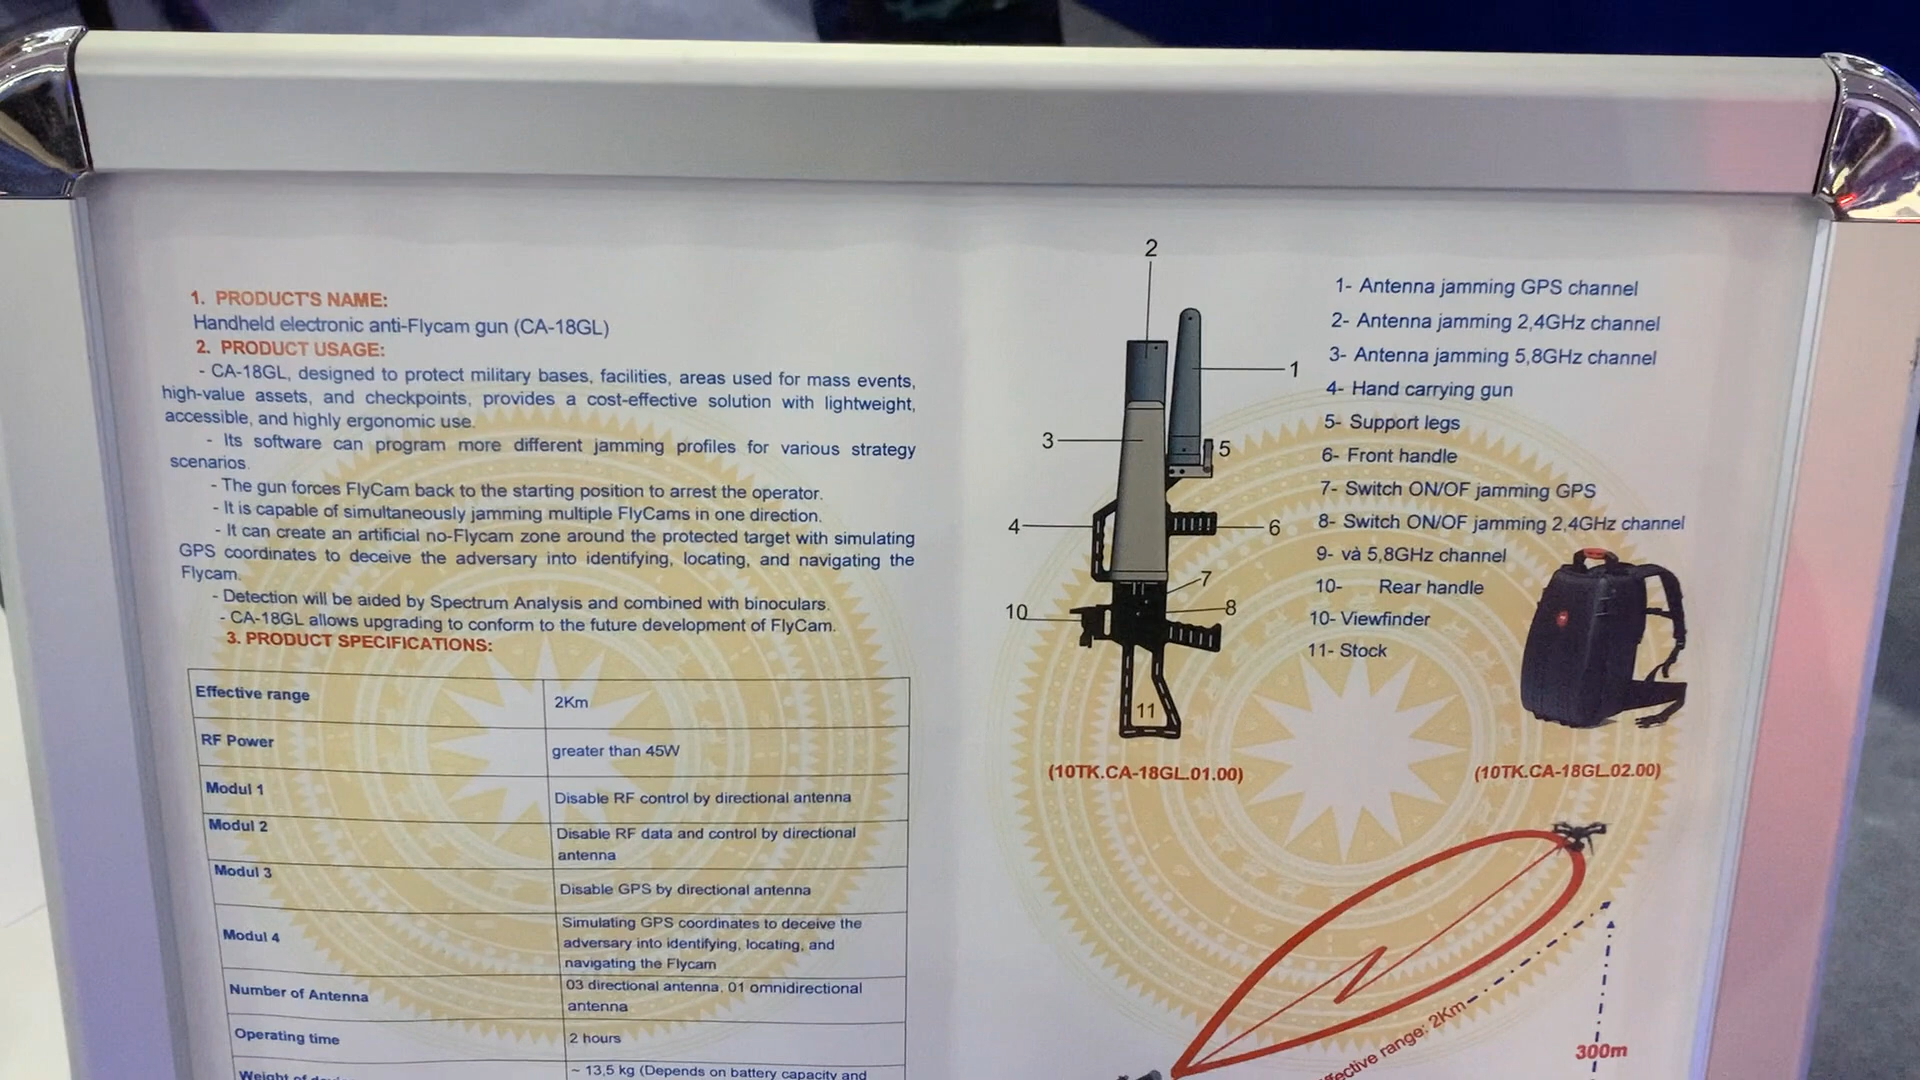 1. PRODUCT'S NAME:
Handheld electronic anti-Flycam gun (CA-18GL)
2. PRODUCT USAGE:
- CA-18GL, designed to protect military bases, facilities, areas used for mass events,
high-value assets, and checkpoints, provides a cost-effective solution with lightweight,
accessible, and highly ergonomic use.
- Its software can program more different jamming profiles for various strategy
scenarios.
- The gun forces FlyCam back to the starting position to arrest the operator.
- It is capable of simultaneously jamming multiple FlyCams in one direction.
- It can create an artificial no-Flycam zone around the protected target with simulating
GPS coordinates to deceive the adversary into identifying, locating, and navigating the
Flycam.
- Detection will be aided by Spectrum Analysis and combined with binoculars.
- CA-18GL allows upgrading to conform to the future development of FlyCam.
3. PRODUCT SPECIFICATIONS:
Effective range
2Km
RF Power
greater than 45W
Modul 1
Disable RF control by directional antenna
Modul 2
Disable RF data and control by directional
antenna
Modul 3
Disable GPS by directional antenna
Modul 4
Simulating GPS coordinates to deceive the
adversary into identifying, locating, and
navigating the Flycam
Number of Antenna
03 directional antenna, 01 omnidirectional
antenna
Operating time
2 hours
Weight of
~ 13,5 kg (Depends on battery capacity and
2
1
3
5
4
6
7
10
8
11
1- Antenna jamming GPS channel
2- Antenna jamming 2,4GHz channel
3- Antenna jamming 5,8GHz channel
4- Hand carrying gun
5- Support legs
6- Front handle
7- Switch ON/OF jamming GPS
8- Switch ON/OF jamming 2,4GHz channel
9- và 5,8GHz channel
10- Rear handle
10- Viewfinder
11- Stock
(10TK.CA-18GL.01.00)
(10TK.CA-18GL.02.00)
range: 2Km
300m